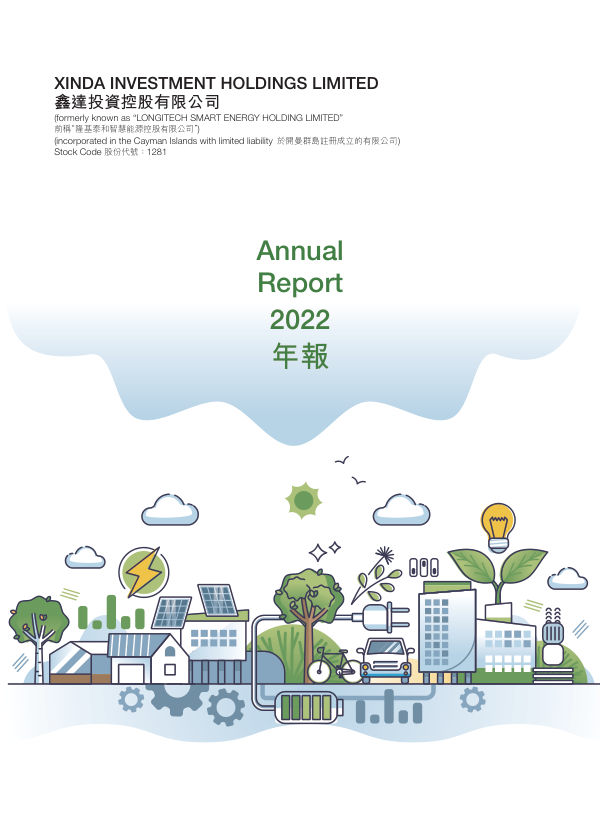 XINDA INVESTMENT HOLDINGS LIMITED
鑫達投資控股有限公司
(formerly known as “LONGITECH SMART ENERGY HOLDING LIMITED”
前稱“隆基泰和智慧能源控股有限公司”)
(incorporated in the Cayman Islands with limited liability 於開曼群島註冊成立的有限公司)
Stock Code 股份代號：1281
Annual
Report
2022
年報